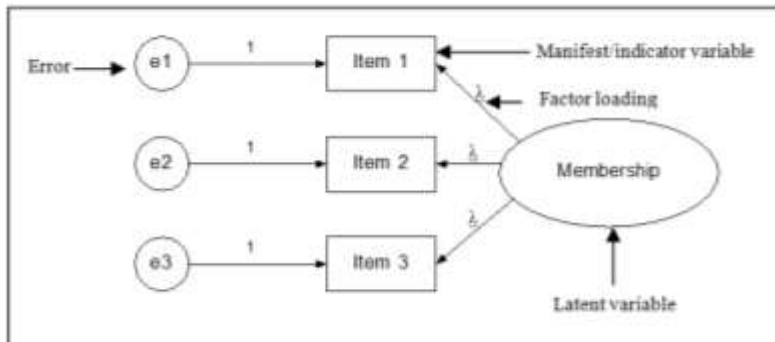 e1 1 Item 1 Manifest/indicator variable
Error
λ Factor loading
e2 1 Item 2 λ Membership
λ
e3 1 Item 3
Latent variable